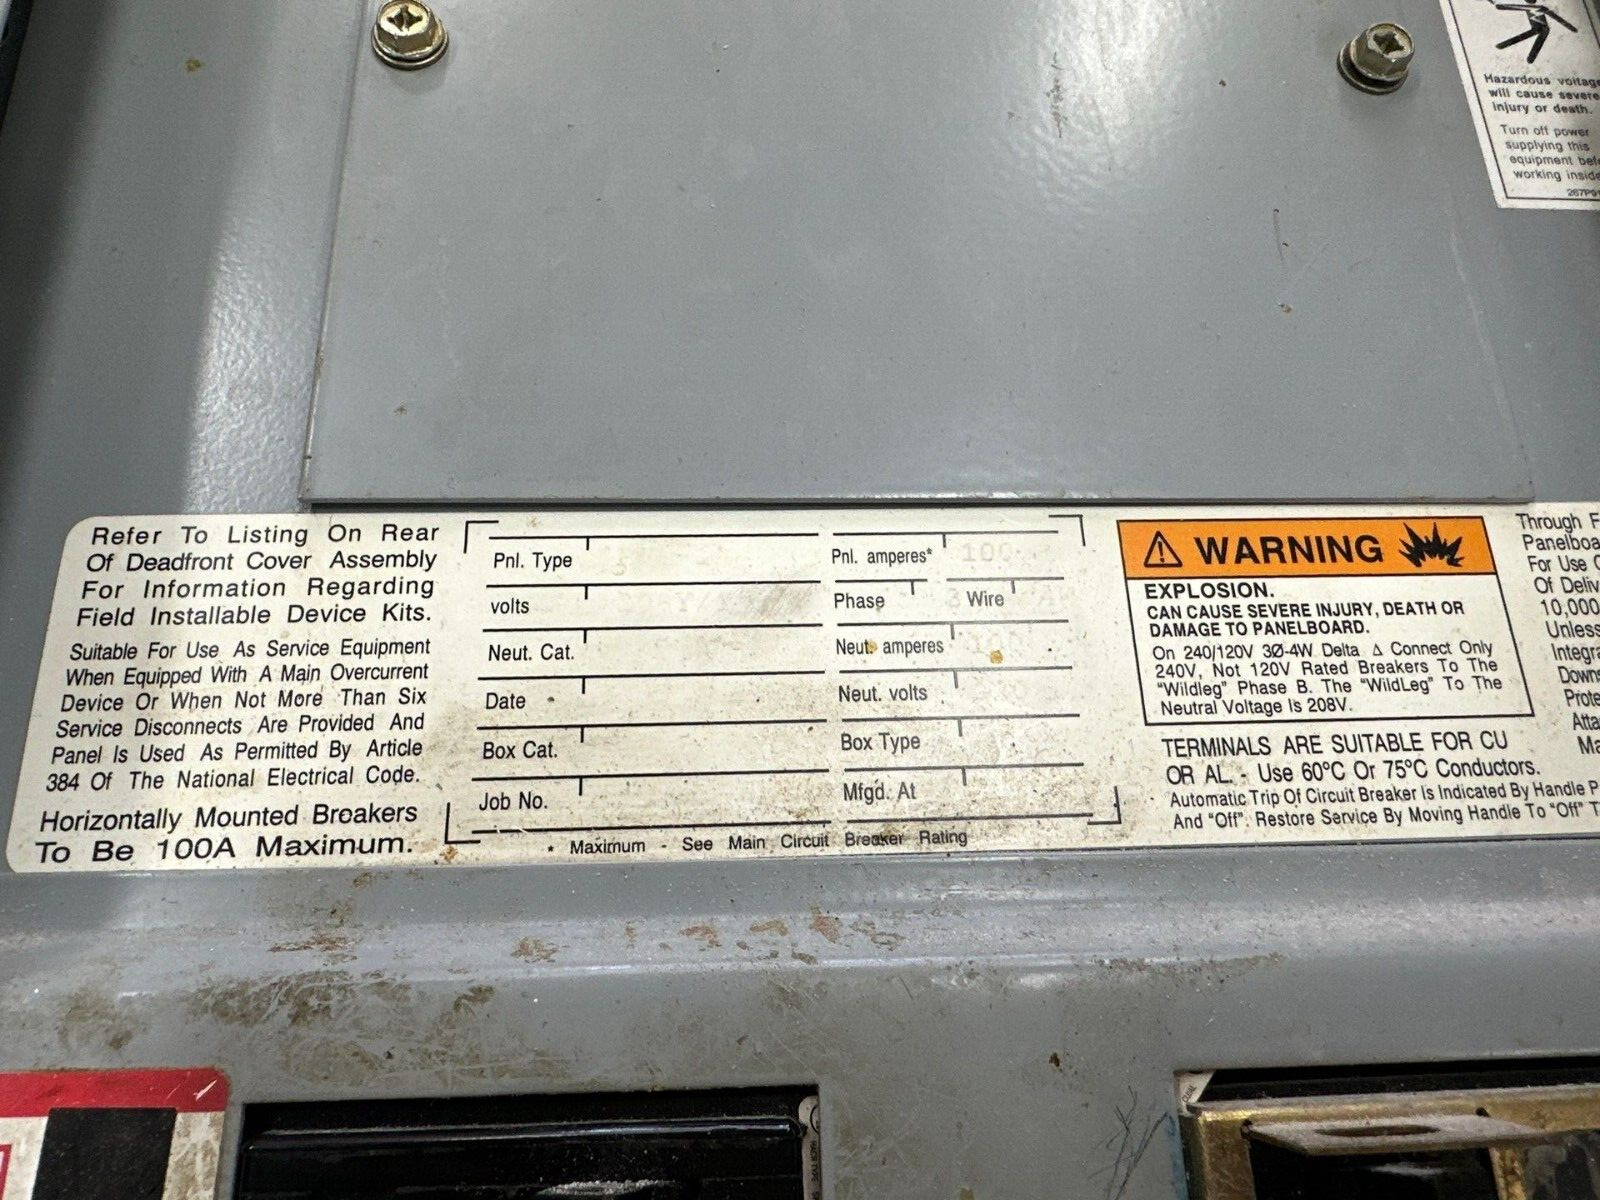 Hazardous voltage
will cause severe
injury or death.
Turn off power
supplying this
equipment
working inside
Refer To Listing On Rear
Of Deadfront Cover Assembly
For Information Regarding
Field Installable Device Kits.
Suitable For Use As Service Equipment
When Equipped With A Main Overcurrent
Device Or When Not More Than Six
Service Disconnects Are Provided And
Panel Is Used As Permitted By Article
384 Of The National Electrical Code.
Horizontally Mounted Breakers
To Be 100A Maximum.
Pnl. Type
Pnl. amperes* 100
volts
Phase 3 Wire
Neut. Cat.
Neut. amperes
Date
Neut. volts
Box Cat.
Box Type
Job No.
Mfgd. At
* Maximum - See Main Circuit Breaker Rating
WARNING
EXPLOSION.
CAN CAUSE SEVERE INJURY, DEATH OR
DAMAGE TO PANELBOARD.
On 240/120V 3Ø-4W Delta Δ Connect Only
240V, Not 120V Rated Breakers To The
"Wildleg" Phase B. The "WildLeg" To The
Neutral Voltage Is 208V.
TERMINALS ARE SUITABLE FOR CU
OR AL. - Use 60ºC Or 75ºC Conductors.
Automatic Trip Of Circuit Breaker Is Indicated By Handle
And "Off". Restore Service By Moving Handle To "Off"
Through
For Use
10,000
Unless